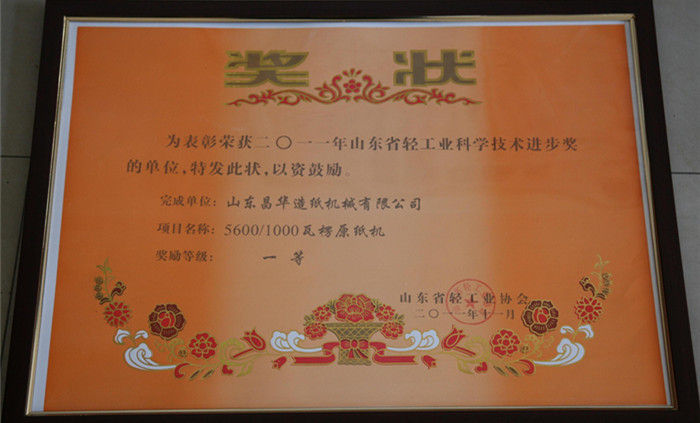 奖 状
为表彰荣获二〇一一年山东省轻工业科学技术进步奖
的单位，特发此状，以资鼓励。
完成单位：山东昌华造纸机械有限公司
项目名称：5600/1000瓦楞原纸机
奖励等级：一 等
山东省轻工业协会
二〇一一年十一月